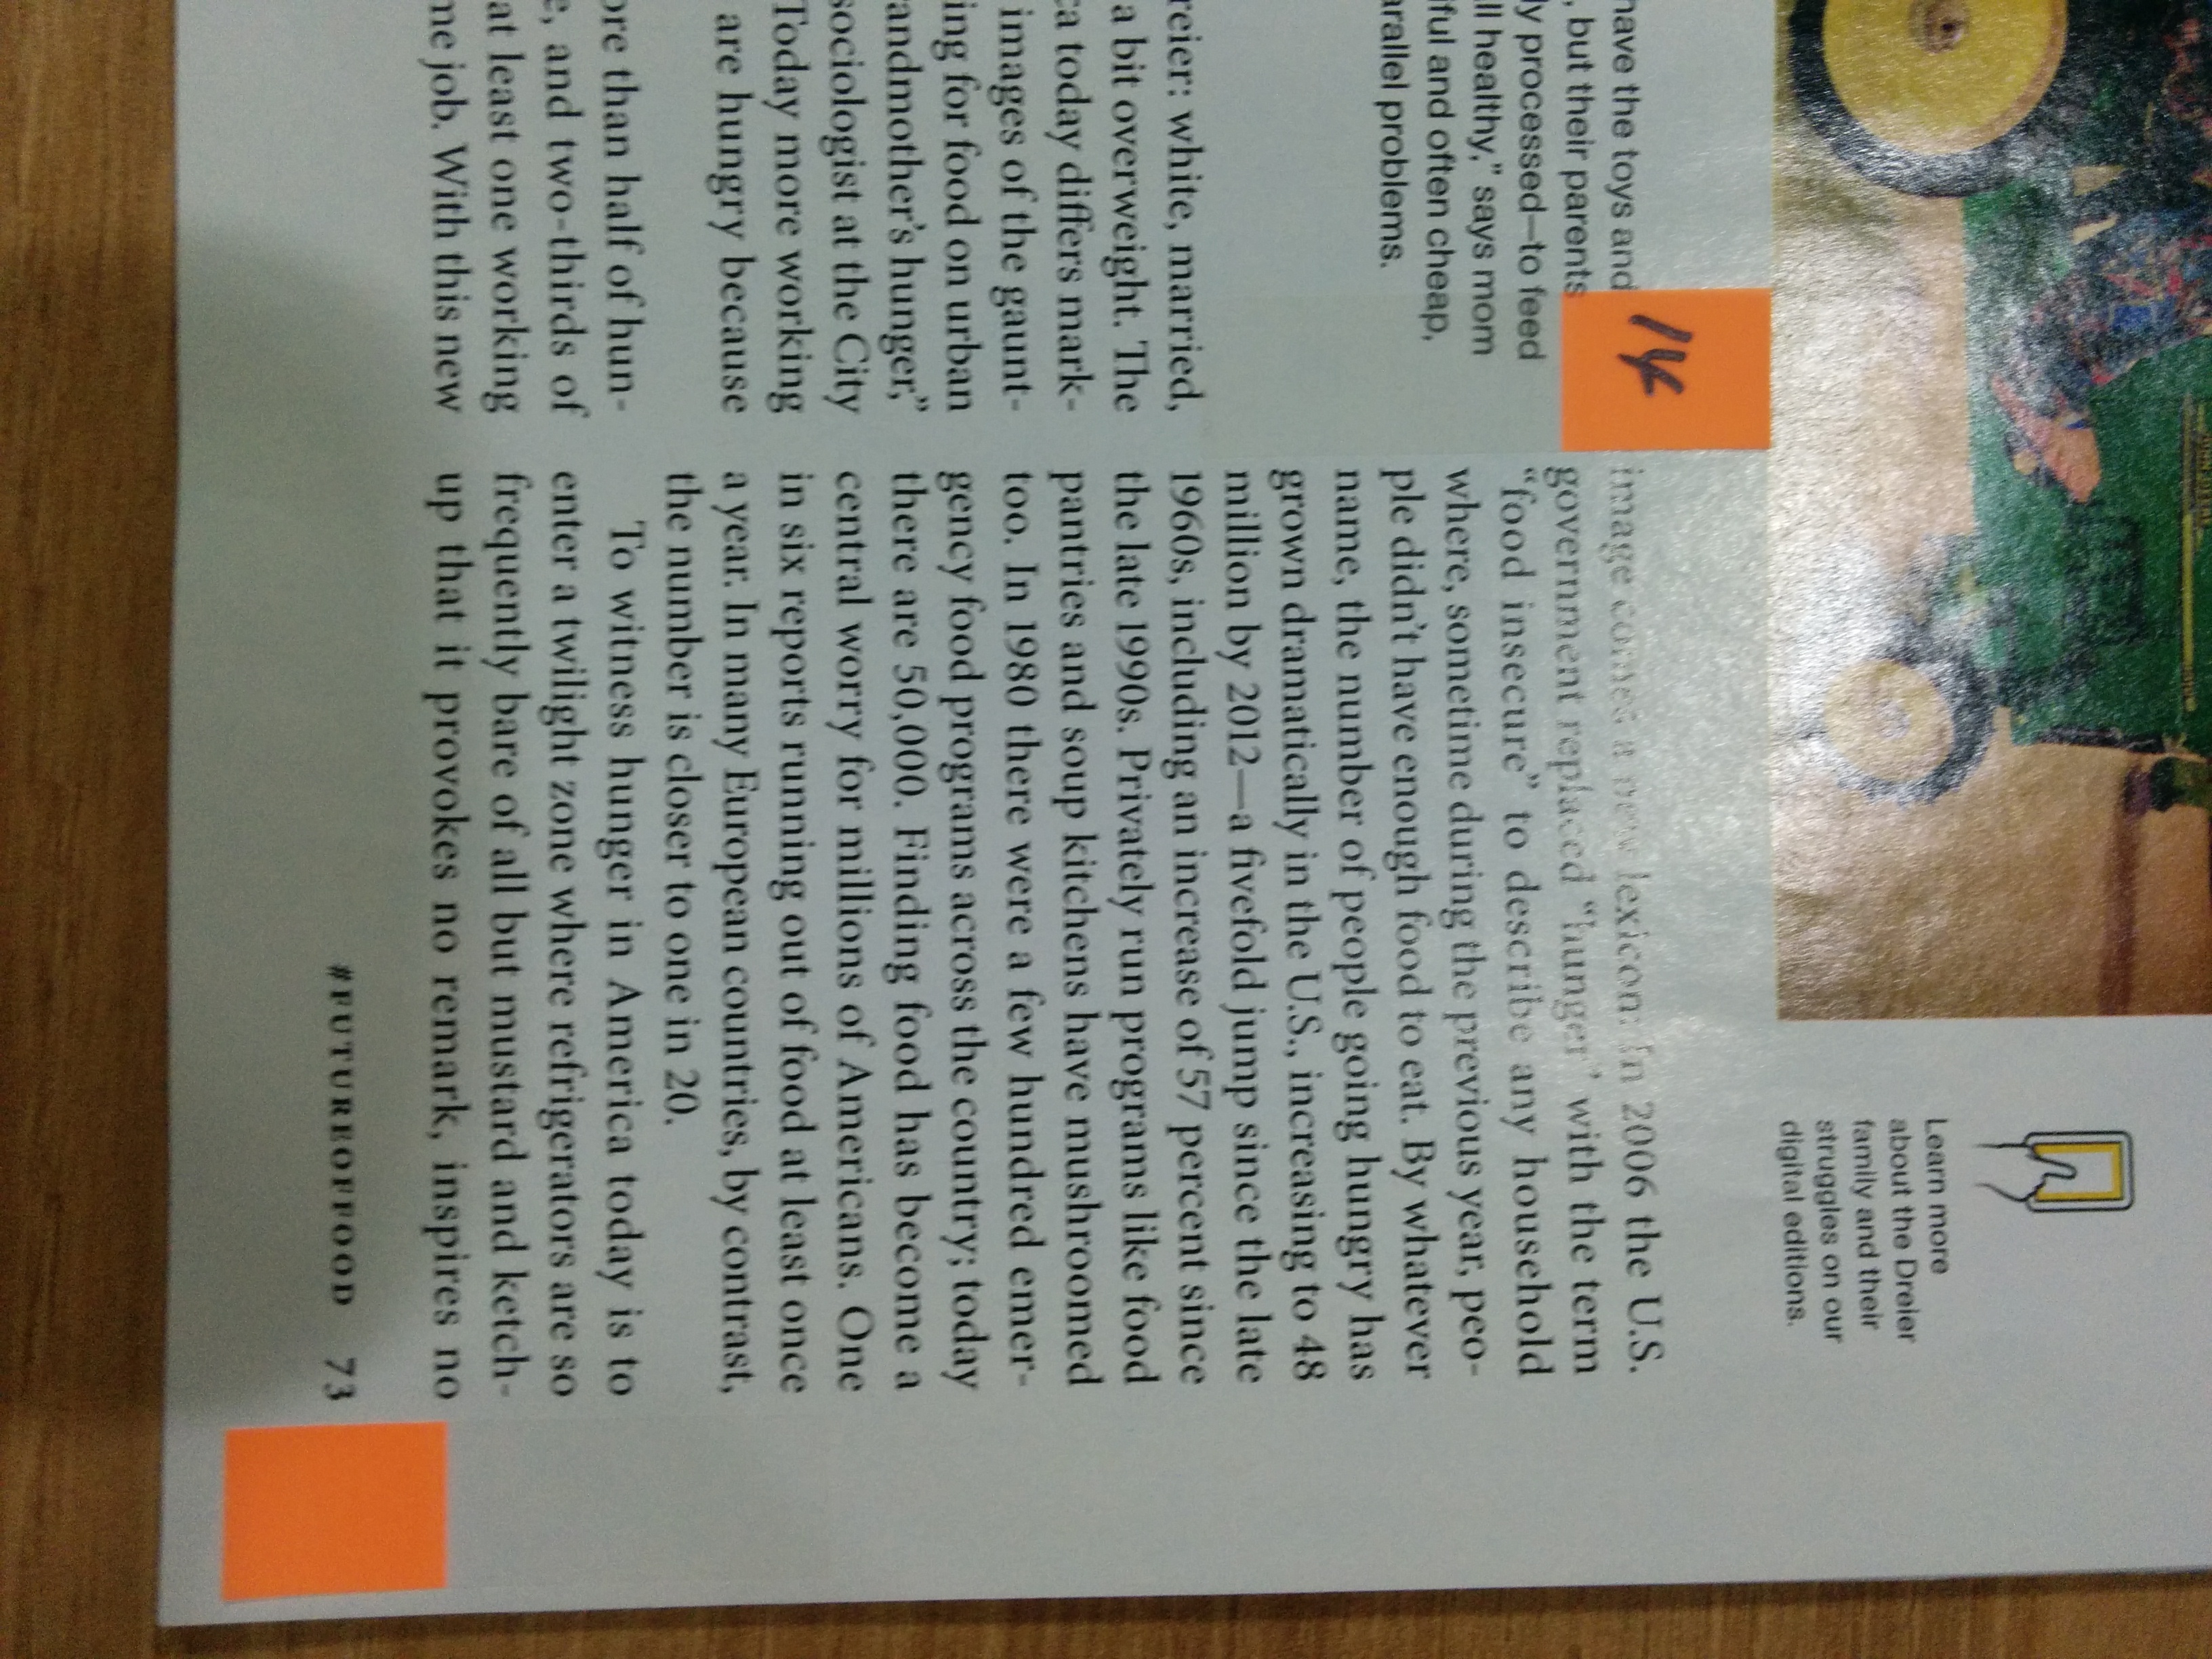 have the toys and
, but their parents
ly processed—to feed
ll healthy,” says mom
ful and often cheap,
arallel problems.
14
Learn more
about the Dreier
family and their
struggles on our
digital editions.
reier: white, married,
a bit overweight. The
ca today differs mark-
images of the gaunt-
ing for food on urban
andmother’s hunger,”
sociologist at the City
Today more working
are hungry because
ore than half of hun-
e, and two-thirds of
at least one working
me job. With this new
image comes a new lexicon: In 2006 the U.S.
government replaced “hunger” with the term
“food insecure” to describe any household
where, sometime during the previous year, peo-
ple didn’t have enough food to eat. By whatever
name, the number of people going hungry has
grown dramatically in the U.S., increasing to 48
million by 2012—a fivefold jump since the late
1960s, including an increase of 57 percent since
the late 1990s. Privately run programs like food
pantries and soup kitchens have mushroomed
too. In 1980 there were a few hundred emer-
gency food programs across the country; today
there are 50,000. Finding food has become a
central worry for millions of Americans. One
in six reports running out of food at least once
a year. In many European countries, by contrast,
the number is closer to one in 20.
To witness hunger in America today is to
enter a twilight zone where refrigerators are so
frequently bare of all but mustard and ketch-
up that it provokes no remark, inspires no
#FUTUREOFFOOD 73